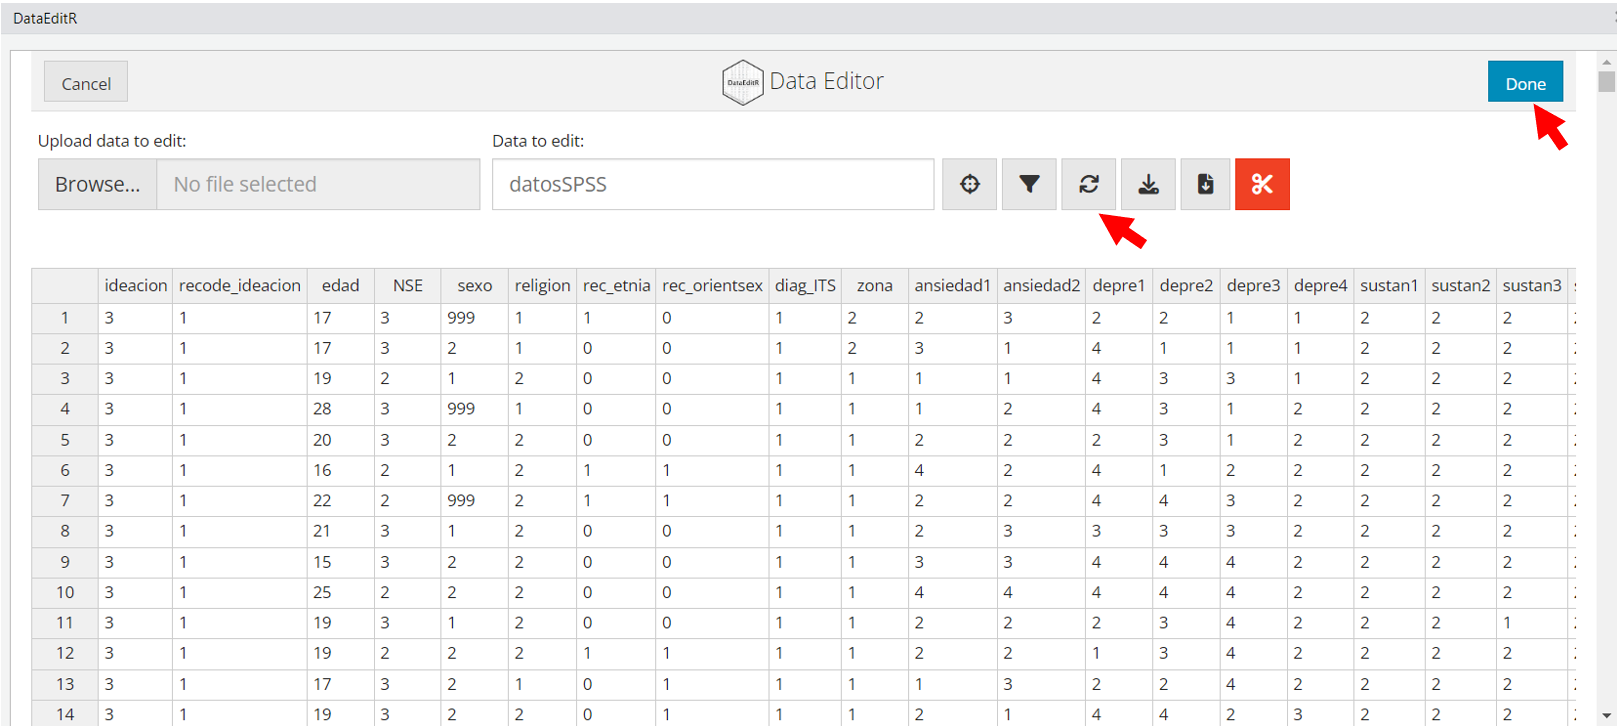 DataEditR
Cancel
DataEditR Data Editor
Done
Upload data to edit:
Data to edit:
Browse... No file selected
datosSPSS
ideacion recode_ideacion edad NSE sexo religion rec_etnia rec_orientsex diag_ITS zona ansiedad1 ansiedad2 depre1 depre2 depre3 depre4 sustan1 sustan2 sustan3
1 3 1 17 3 999 1 1 0 1 2 2 3 2 2 1 1 2 2 2
2 3 1 17 3 2 1 0 0 1 2 3 1 4 1 1 1 2 2 2
3 3 1 19 2 1 2 0 0 1 1 1 1 4 3 3 1 2 2 2
4 3 1 28 3 999 1 0 0 1 1 1 2 4 3 1 2 2 2 2
5 3 1 20 3 2 2 0 0 1 1 2 2 2 3 1 2 2 2 2
6 3 1 16 2 1 2 1 1 1 1 4 2 4 1 2 2 2 2 2
7 3 1 22 2 999 2 1 1 1 1 2 2 4 4 3 2 2 2 2
8 3 1 21 3 1 2 0 0 1 1 2 3 3 3 3 2 2 2 2
9 3 1 15 3 2 2 0 0 1 1 3 3 4 4 4 2 2 2 2
10 3 1 25 2 2 2 0 0 1 1 4 4 4 4 4 2 2 2 2
11 3 1 19 3 1 2 0 0 1 1 2 2 2 3 4 2 2 2 1
12 3 1 19 2 2 2 1 1 1 1 2 2 1 3 4 2 2 2 2
13 3 1 17 3 2 1 0 1 1 1 1 3 2 2 4 2 2 2 2
14 3 1 19 3 2 2 0 1 1 1 2 1 4 4 2 3 2 2 2